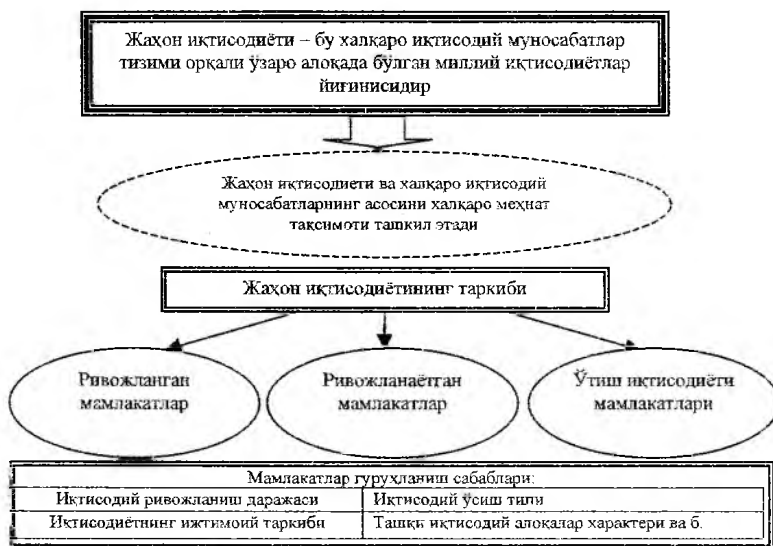 Жаҳон иқтисодиёти – бу халқаро иқтисодий муносабатлар
тизими орқали ўзаро алоқада бўлган миллий иқтисодиётлар
йиғинисидир
Жаҳон иқтисодиети ва халқаро иқтисодий
муносабатларнинг асосини халқаро меҳнат
тақсимоти ташкил этади
Жаҳон иқтисодиётининг таркиби
Ривожланган
мамлакатлар
Ривожланаётган
мамлакатлар
Ўтиш иқтисодиёти
мамлакатлари
Мамлакатлар гуруҳланиш сабаблари:
Иқтисодий ривожланиш даражаси
Иқтисодий ўсиш типи
Иқтисодиётнинг ижтимоий таркиби
Ташқи иқтисодий алоқалар характери ва б.